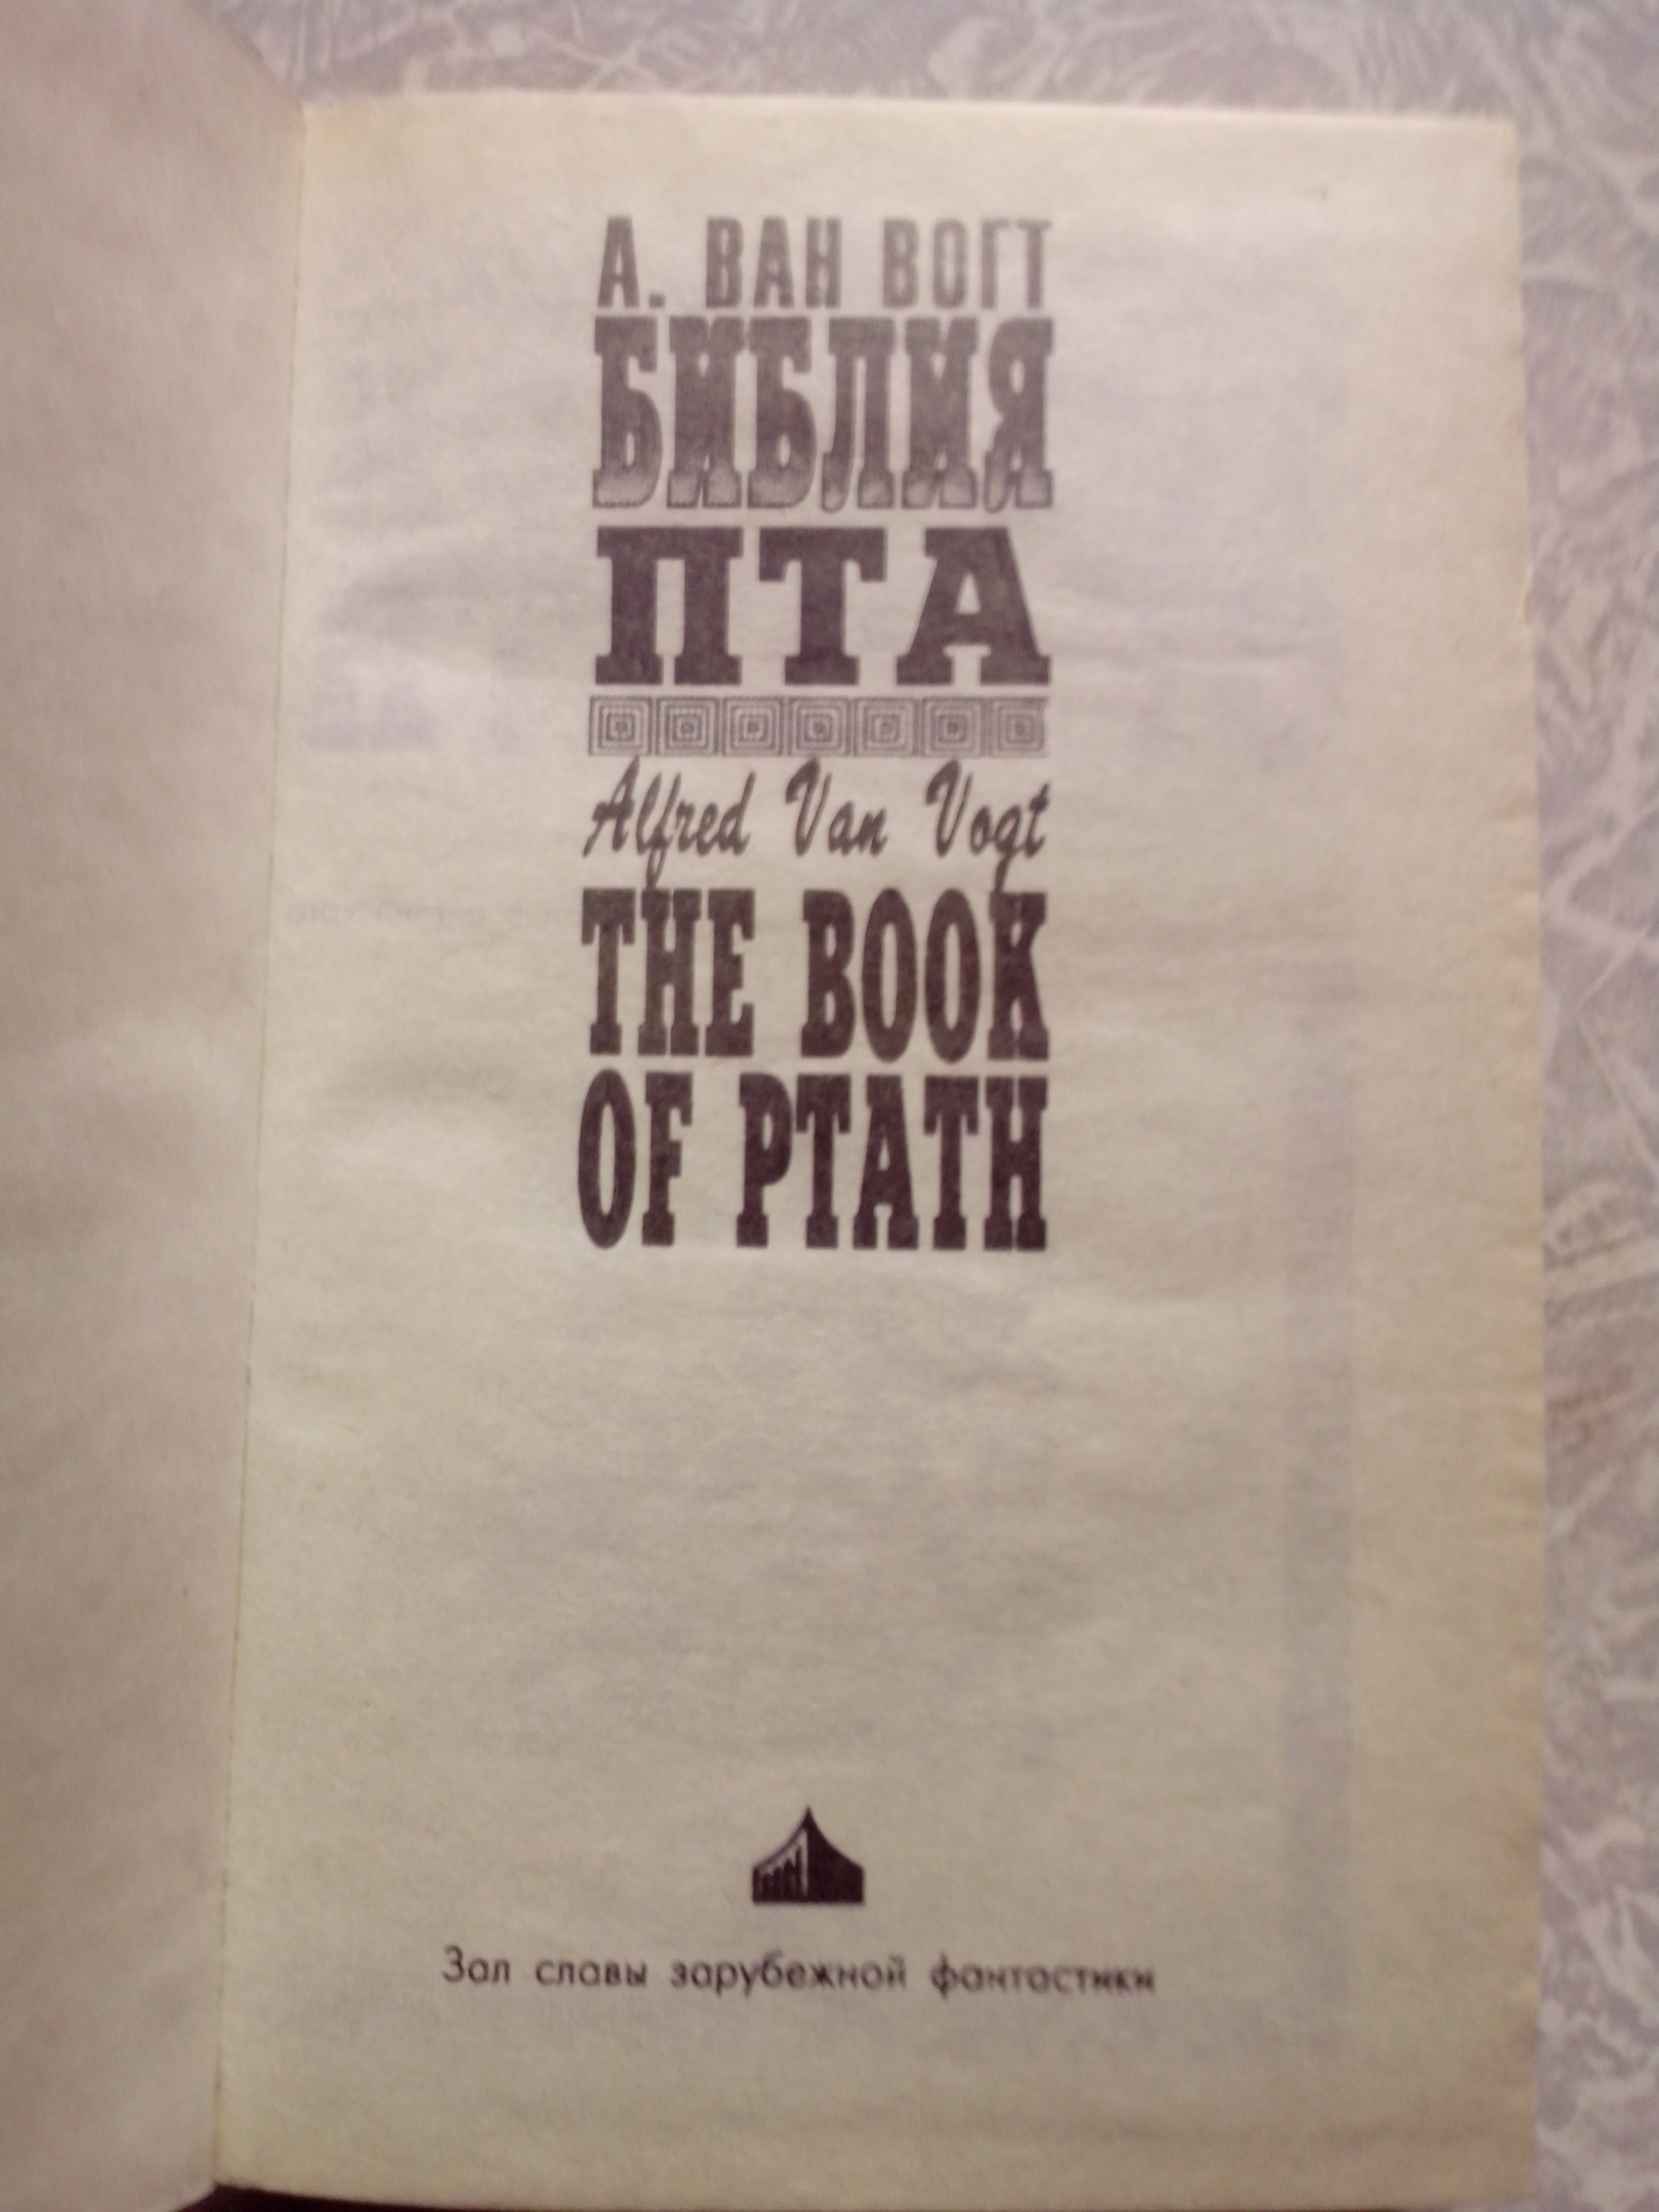 А. ВАН ВОГТ
БИБЛИЯ
ПТА
Alfred Van Vogt
THE BOOK
OF PTATH
Зал славы зарубежной фантастики